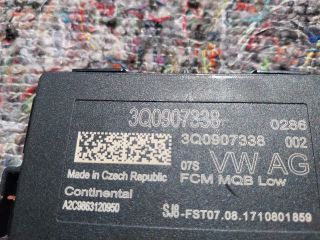 3Q0907338
0286
3Q0907338 002
07S VW AG
Made in Czech Republic
FCM MQB Low
Continental
A2C9863120950
SJ8-FST07.08.1710801859